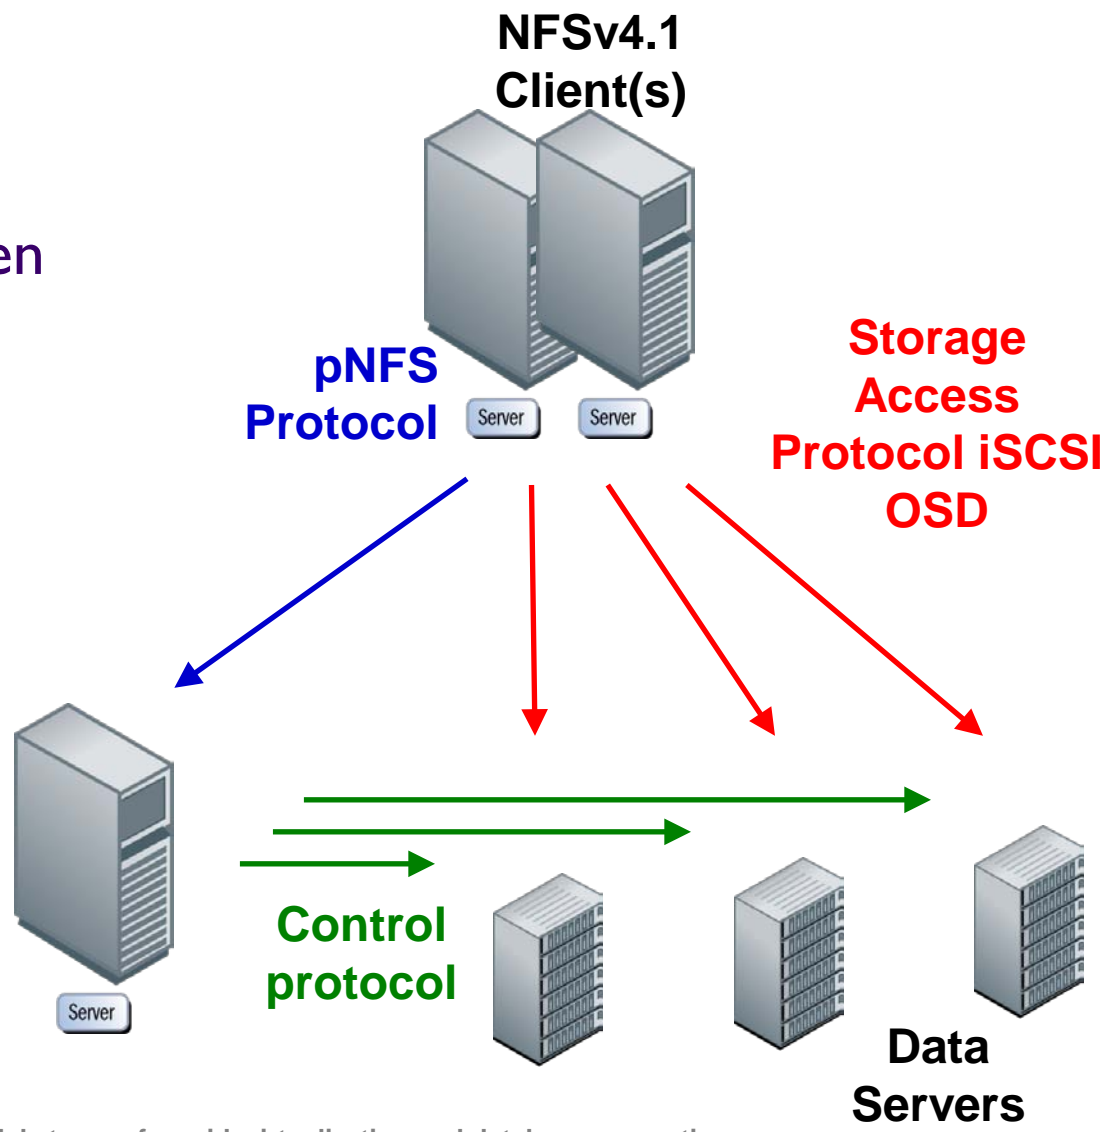 NFSv4.1
Client(s)
en
pNFS
Protocol
Server
Server
Storage
Access
Protocol iSCSI
OSD
Control
protocol
Server
Data
Servers